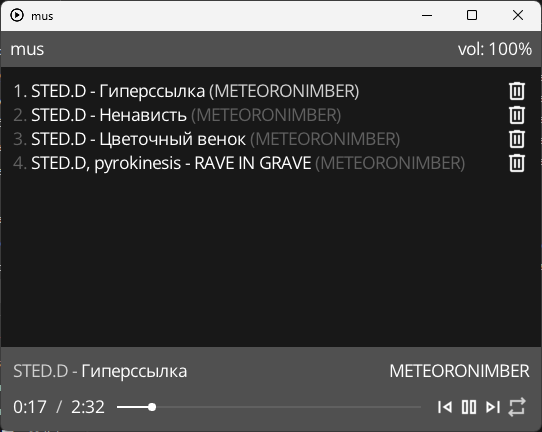 mus
mus vol: 100%
1. STED.D - Гиперссылка (METEORONIMBER)
2. STED.D - Ненависть (METEORONIMBER)
3. STED.D - Цветочный венок (METEORONIMBER)
4. STED.D, pyrokinesis - RAVE IN GRAVE (METEORONIMBER)
STED.D - Гиперссылка METEORONIMBER
0:17 / 2:32